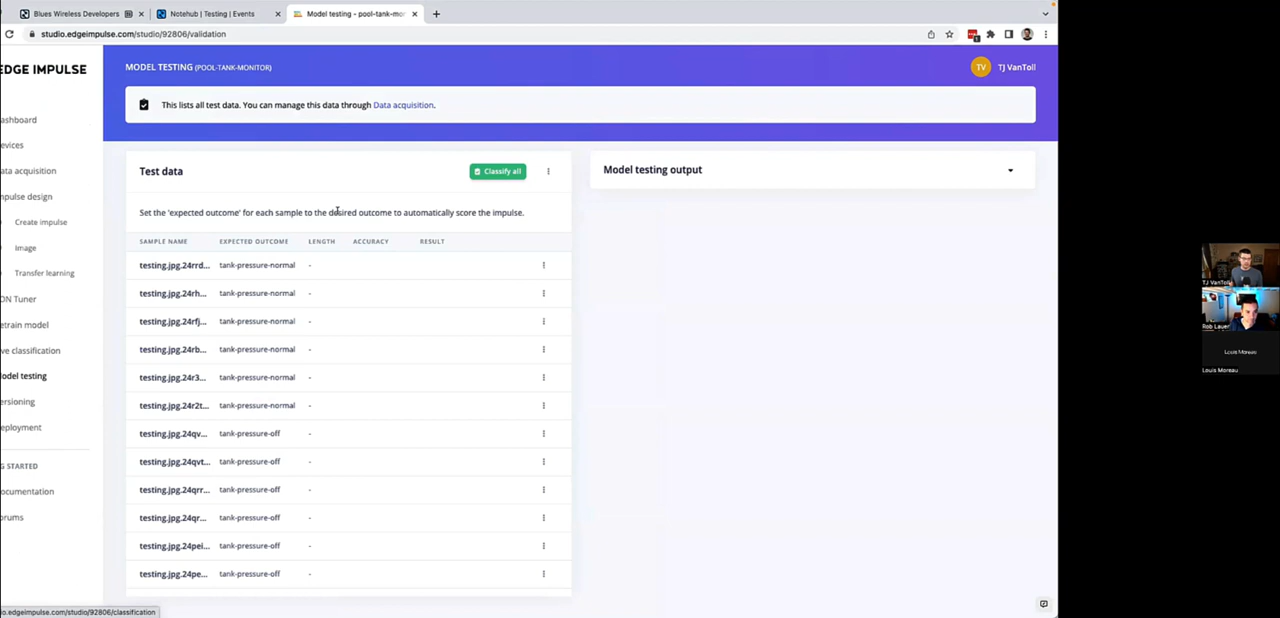 Blues Wireless Developers
Notehub | Testing | Events
Model testing - pool-tank-mor
studio.edgeimpulse.com/studio/92806/validation
EDGE IMPULSE
MODEL TESTING (POOL-TANK-MONITOR)
TV TJ VanToll
This lists all test data. You can manage this data through Data acquisition.
ashboard
evices
ata acquisition
mpulse design
Create impulse
Image
Transfer learning
ON Tuner
etrain model
ve classification
odel testing
ersioning
eployment
G STARTED
ocumentation
orums
Test data
Classify all
Set the 'expected outcome' for each sample to the desired outcome to automatically score the impulse.
SAMPLE NAME EXPECTED OUTCOME LENGTH ACCURACY RESULT
testing.jpg.24rrd... tank-pressure-normal -
testing.jpg.24rh... tank-pressure-normal -
testing.jpg.24rfj... tank-pressure-normal -
testing.jpg.24rb... tank-pressure-normal -
testing.jpg.24r3... tank-pressure-normal -
testing.jpg.24r2t... tank-pressure-normal -
testing.jpg.24qv... tank-pressure-off -
testing.jpg.24qvt... tank-pressure-off -
testing.jpg.24qrr... tank-pressure-off -
testing.jpg.24qr... tank-pressure-off -
testing.jpg.24pei... tank-pressure-off -
testing.jpg.24pe... tank-pressure-off -
Model testing output
io.edgeimpulse.com/studio/92806/classification
TJ VanToll
Rob Lauer
Louis Moreau
Louis Moreau